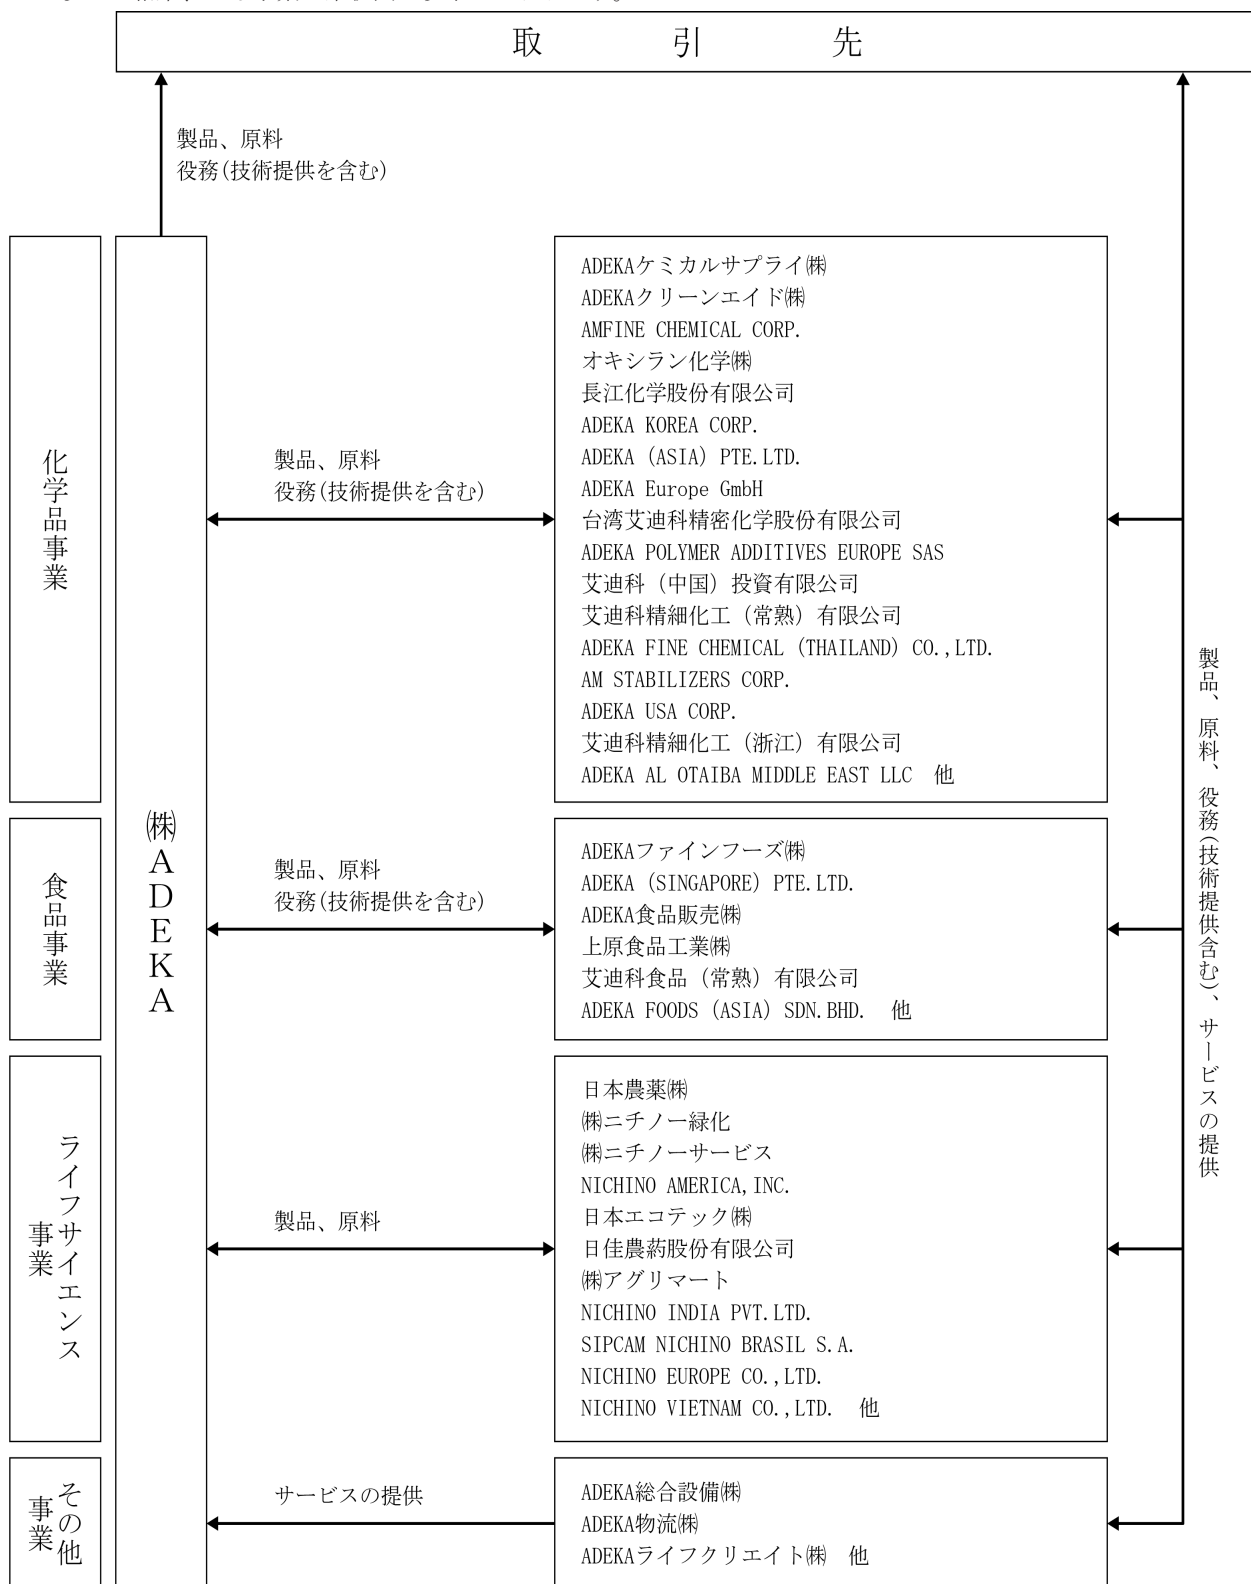 取引先
製品、原料
役務(技術提供を含む)
化学品事業
㈱ADEKA
製品、原料
役務(技術提供を含む)
ADEKAケミカルサプライ㈱
ADEKAクリーンエイド㈱
AMFINE CHEMICAL CORP.
オキシラン化学㈱
長江化学股份有限公司
ADEKA KOREA CORP.
ADEKA (ASIA) PTE.LTD.
ADEKA Europe GmbH
台湾艾迪科精密化学股份有限公司
ADEKA POLYMER ADDITIVES EUROPE SAS
艾迪科（中国）投資有限公司
艾迪科精細化工（常熟）有限公司
ADEKA FINE CHEMICAL (THAILAND) CO.,LTD.
AM STABILIZERS CORP.
ADEKA USA CORP.
艾迪科精細化工（浙江）有限公司
ADEKA AL OTAIBA MIDDLE EAST LLC　他
製品、原料、役務(技術提供含む)、サービスの提供
食品事業
製品、原料
役務(技術提供を含む)
ADEKAファインフーズ㈱
ADEKA (SINGAPORE) PTE.LTD.
ADEKA食品販売㈱
上原食品工業㈱
艾迪科食品（常熟）有限公司
ADEKA FOODS (ASIA) SDN.BHD.　他
ライフサイエンス
事業
製品、原料
日本農薬㈱
㈱ニチノー緑化
㈱ニチノーサービス
NICHINO AMERICA,INC.
日本エコテック㈱
日佳農葯股份有限公司
㈱アグリマート
NICHINO INDIA PVT.LTD.
SIPCAM NICHINO BRASIL S.A.
NICHINO EUROPE CO.,LTD.
NICHINO VIETNAM CO.,LTD.　他
その他
事業
サービスの提供
ADEKA総合設備㈱
ADEKA物流㈱
ADEKAライフクリエイト㈱　他